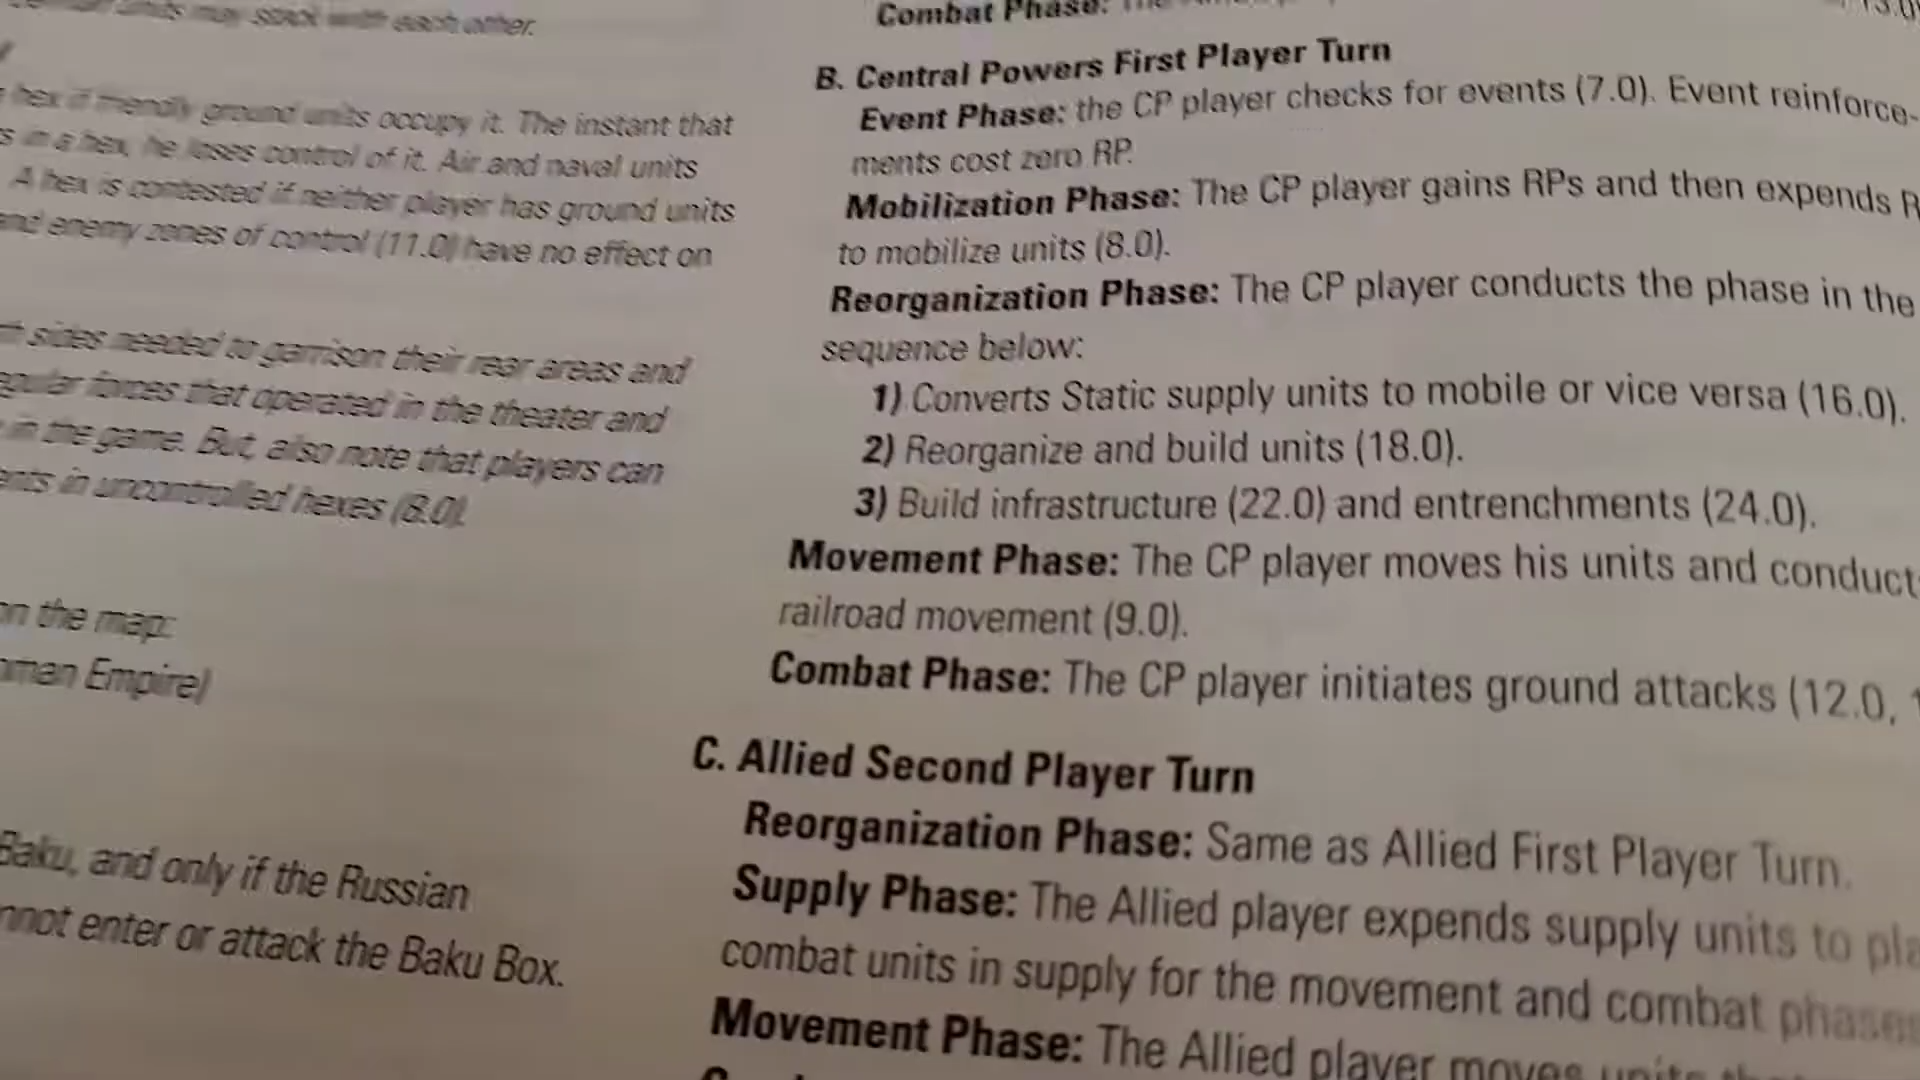 units may stack with each other.
hex if friendly ground units occupy it. The instant that
in a hex, he loses control of it. Air and naval units
A hex is contested if neither player has ground units
and enemy zones of control (11.0) have no effect on
sides needed to garrison their rear areas and
forces that operated in the theater and
in the game. But, also note that players can
in uncontrolled hexes (8.0).
on the map:
Empire)
Baku, and only if the Russian
enter or attack the Baku Box.
Combat Phase:
B. Central Powers First Player Turn
Event Phase: the CP player checks for events (7.0). Event reinforce-
ments cost zero RP.
Mobilization Phase: The CP player gains RPs and then expends
to mobilize units (8.0).
Reorganization Phase: The CP player conducts the phase in the
sequence below:
1) Converts Static supply units to mobile or vice versa (16.0).
2) Reorganize and build units (18.0).
3) Build infrastructure (22.0) and entrenchments (24.0).
Movement Phase: The CP player moves his units and conduct
railroad movement (9.0).
Combat Phase: The CP player initiates ground attacks (12.0,
C. Allied Second Player Turn
Reorganization Phase: Same as Allied First Player Turn.
Supply Phase: The Allied player expends supply units to
combat units in supply for the movement and combat phases
Movement Phase: The Allied player moves units